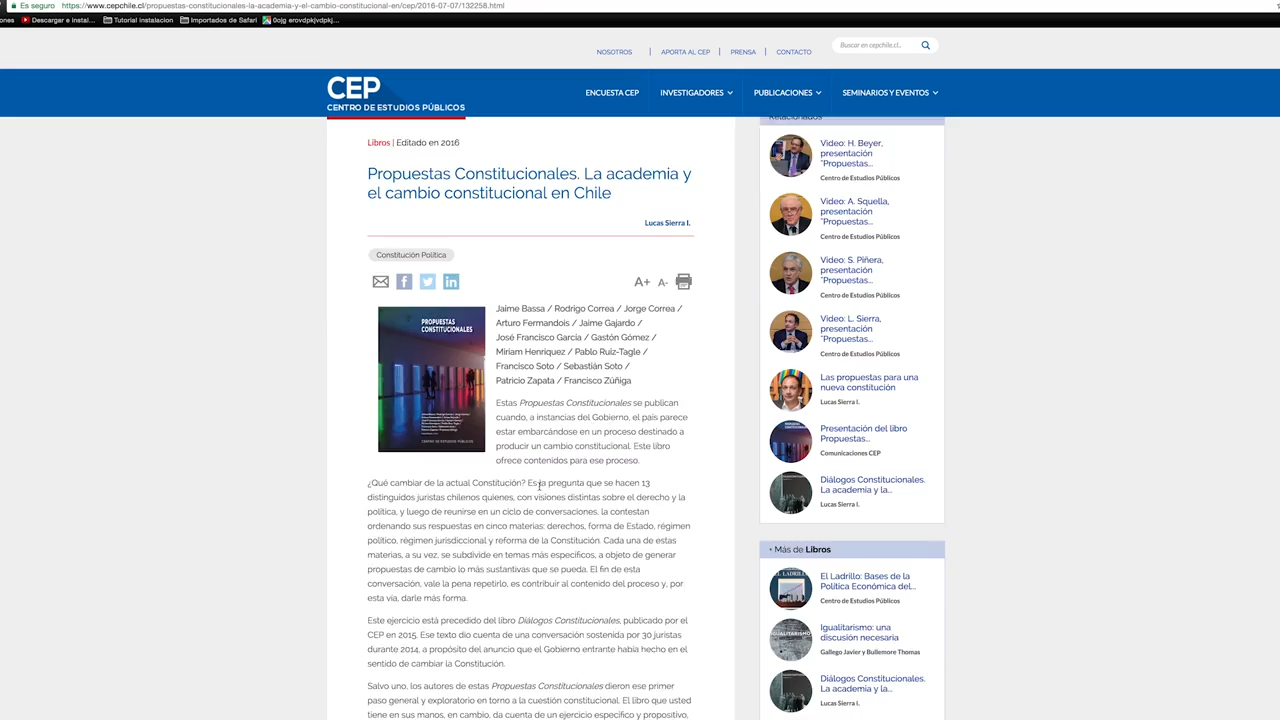 Es seguro https://www.cepchile.cl/propuestas-constitucionales-la-academia-y-el-cambio-constitucional-en/cep/2016-07-07/132258.html
ones Descargar e instal... Tutorial instalacion Importados de Safari 0ojg erovdpkjvdpkj...
NOSOTROS | APORTA AL CEP | PRENSA | CONTACTO Buscar en cepchile.cl..
CEP
CENTRO DE ESTUDIOS PÚBLICOS
ENCUESTA CEP INVESTIGADORES PUBLICACIONES SEMINARIOS Y EVENTOS
Libros | Editado en 2016
Propuestas Constitucionales. La academia y
el cambio constitucional en Chile
Lucas Sierra I.
Constitución Política
A+ A-
PROPUESTAS
CONSTITUCIONALES
CENTRO DE ESTUDIOS PÚBLICOS
Jaime Bassa / Rodrigo Correa / Jorge Correa /
Arturo Fermandois / Jaime Gajardo /
José Francisco García / Gastón Gómez /
Miriam Henríquez / Pablo Ruiz-Tagle /
Francisco Soto / Sebastián Soto /
Patricio Zapata / Francisco Zúñiga
Estas Propuestas Constitucionales se publican
cuando, a instancias del Gobierno, el país parece
estar embarcándose en un proceso destinado a
producir un cambio constitucional. Este libro
ofrece contenidos para ese proceso.
¿Qué cambiar de la actual Constitución? Es la pregunta que se hacen 13
distinguidos juristas chilenos quienes, con visiones distintas sobre el derecho y la
política, y luego de reunirse en un ciclo de conversaciones, la contestan
ordenando sus respuestas en cinco materias: derechos, forma de Estado, régimen
político, régimen jurisdiccional y reforma de la Constitución. Cada una de estas
materias, a su vez, se subdivide en temas más específicos, a objeto de generar
propuestas de cambio lo más sustantivas que se pueda. El fin de esta
conversación, vale la pena repetirlo, es contribuir al contenido del proceso y, por
esta vía, darle más forma.
Este ejercicio está precedido del libro Diálogos Constitucionales, publicado por el
CEP en 2015. Ese texto dio cuenta de una conversación sostenida por 30 juristas
durante 2014, a propósito del anuncio que el Gobierno entrante había hecho en el
sentido de cambiar la Constitución.
Salvo uno, los autores de estas Propuestas Constitucionales dieron ese primer
paso general y exploratorio en torno a la cuestión constitucional. El libro que usted
tiene en sus manos, en cambio, da cuenta de un ejercicio específico y propositivo,
Relacionados
Video: H. Beyer,
presentación
"Propuestas...
Centro de Estudios Públicos
Video: A. Squella,
presentación
"Propuestas...
Centro de Estudios Públicos
Video: S. Piñera,
presentación
"Propuestas...
Centro de Estudios Públicos
Video: L. Sierra,
presentación
"Propuestas...
Centro de Estudios Públicos
Las propuestas para una
nueva constitución
Lucas Sierra I.
Presentación del libro
Propuestas...
Comunicaciones CEP
Diálogos Constitucionales.
La academia y la...
Lucas Sierra I.
+ Más de Libros
El Ladrillo: Bases de la
Política Económica del...
Centro de Estudios Públicos
Igualitarismo: una
discusión necesaria
Gallego Javier y Bullemore Thomas
Diálogos Constitucionales.
La academia y la...
Lucas Sierra I.